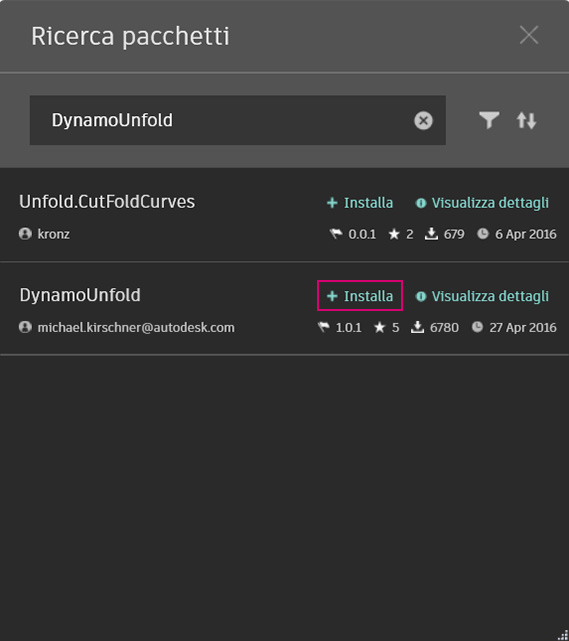 Ricerca pacchetti
DynamoUnfold
Unfold.CutFoldCurves Installa Visualizza dettagli
kronz 0.0.1 2 679 6 Apr 2016
DynamoUnfold Installa Visualizza dettagli
michael.kirschner@autodesk.com 1.0.1 5 6780 27 Apr 2016